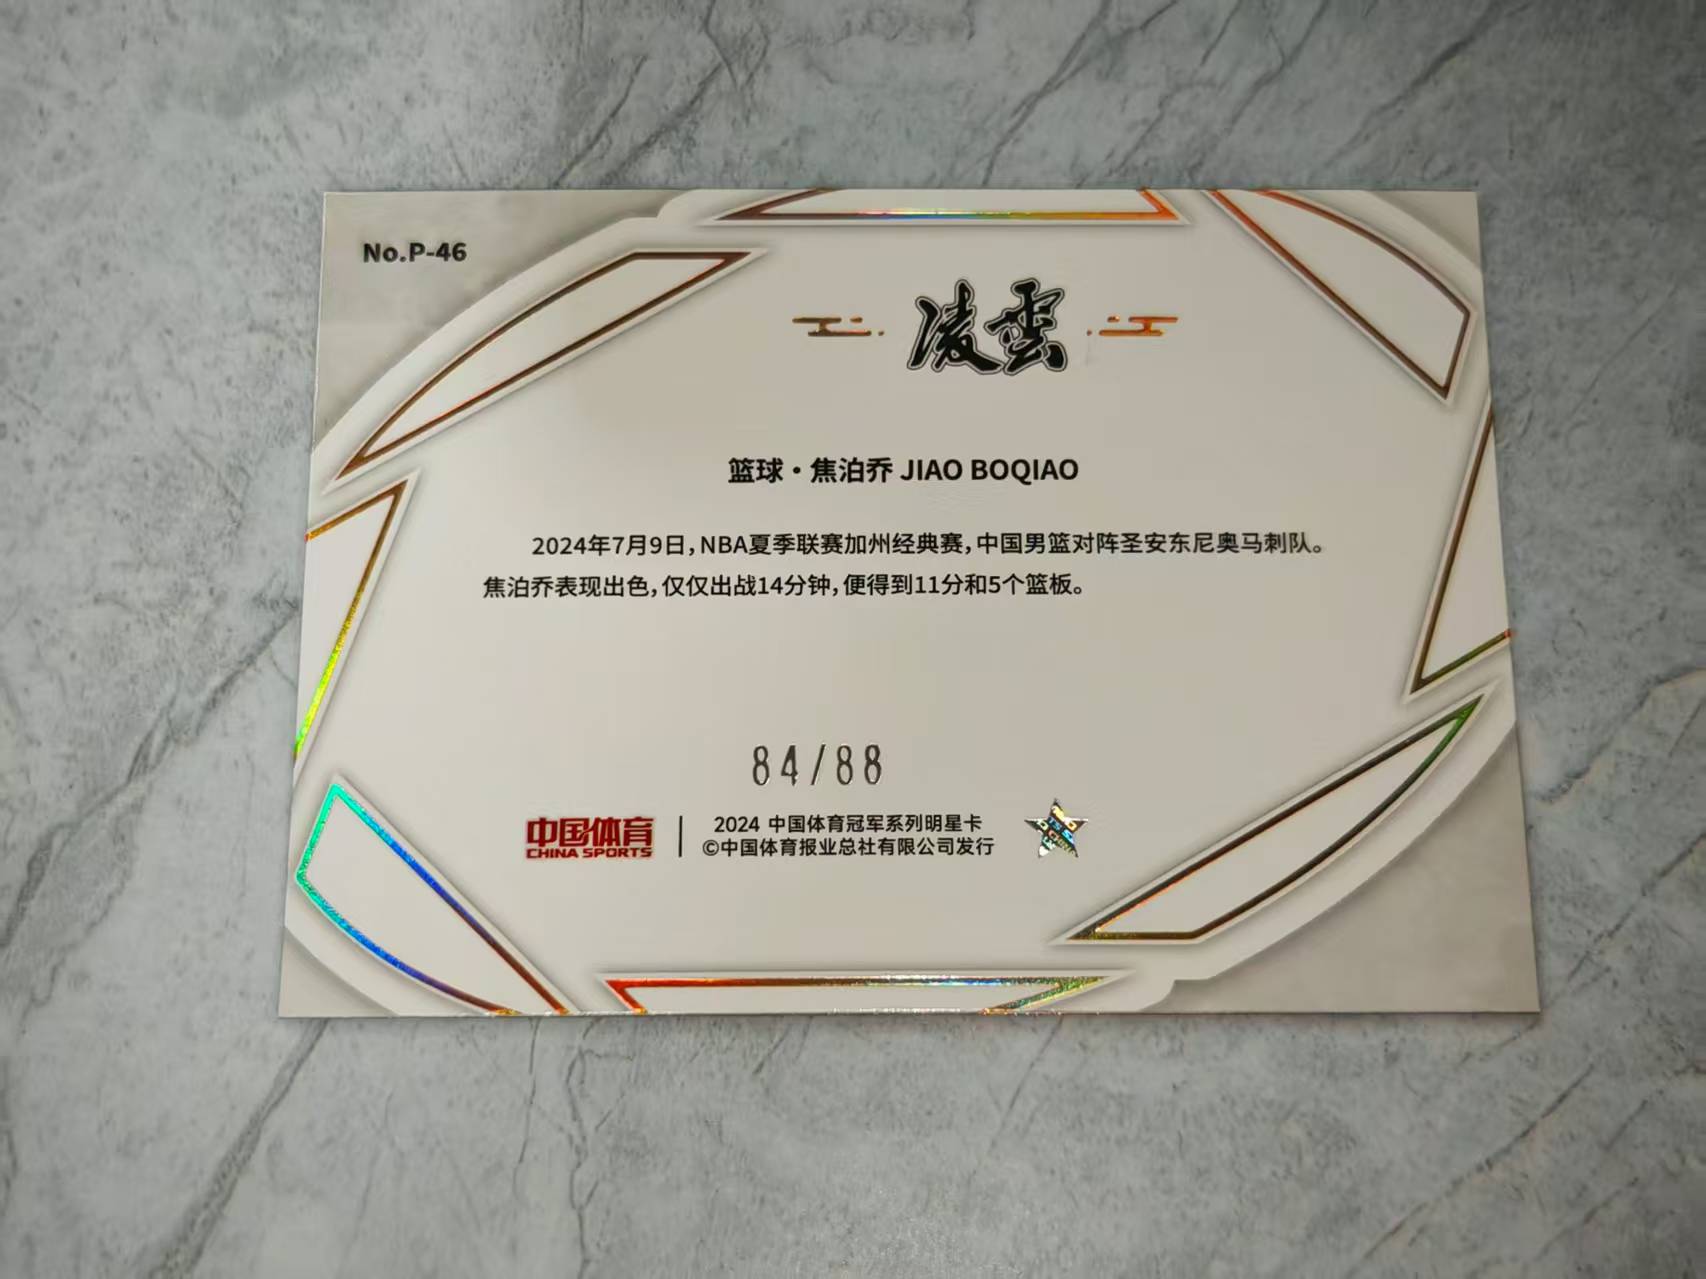 No.P-46
凌雲
篮球·焦泊乔 JIAO BOQIAO
2024年7月9日,NBA夏季联赛加州经典赛,中国男篮对阵圣安东尼奥马刺队。
焦泊乔表现出色,仅仅出战14分钟,便得到11分和5个篮板。
84/88
中国体育
CHINA SPORTS
2024 中国体育冠军系列明星卡
©中国体育报业总社有限公司发行